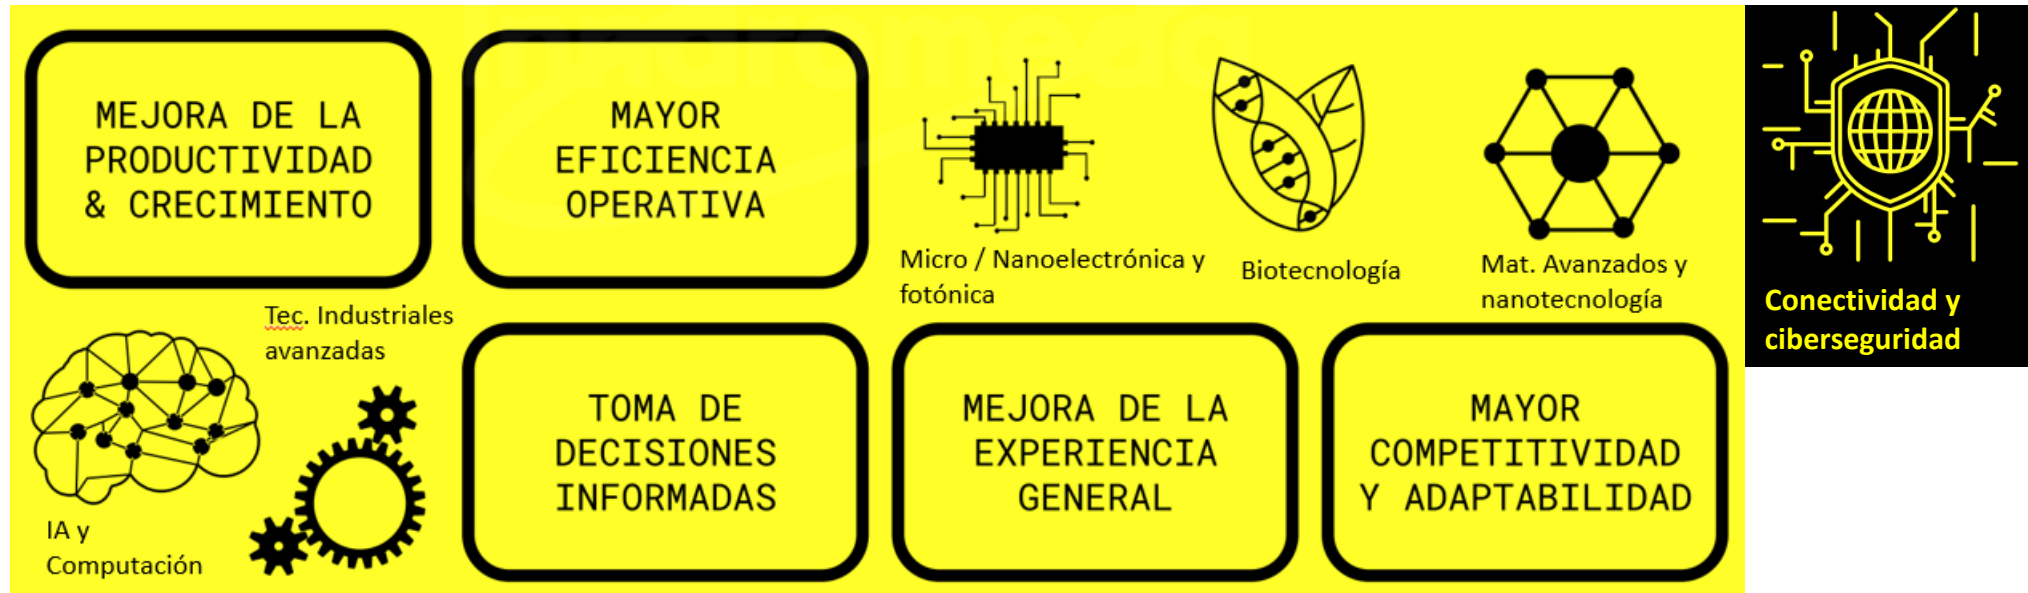 MEJORA DE LA
PRODUCTIVIDAD
& CRECIMIENTO
MAYOR
EFICIENCIA
OPERATIVA
Micro / Nanoelectrónica y
fotónica
Biotecnología
Mat. Avanzados y
nanotecnología
Conectividad y
ciberseguridad
IA y
Computación
Tec. Industriales
avanzadas
TOMA DE
DECISIONES
INFORMADAS
MEJORA DE LA
EXPERIENCIA
GENERAL
MAYOR
COMPETITIVIDAD
Y ADAPTABILIDAD